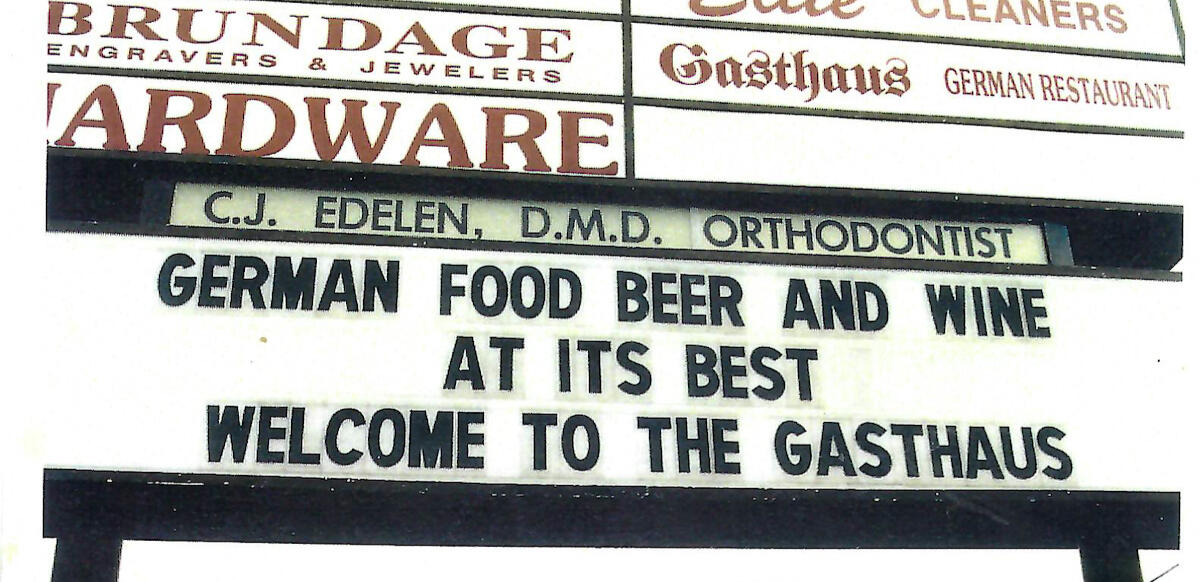 BRUNDAGE
ENGRAVERS & JEWELERS
CLEANERS
Gasthaus GERMAN RESTAURANT
C.J. EDELEN, D.M.D. ORTHODONTIST
GERMAN FOOD BEER AND WINE
AT ITS BEST
WELCOME TO THE GASTHAUS